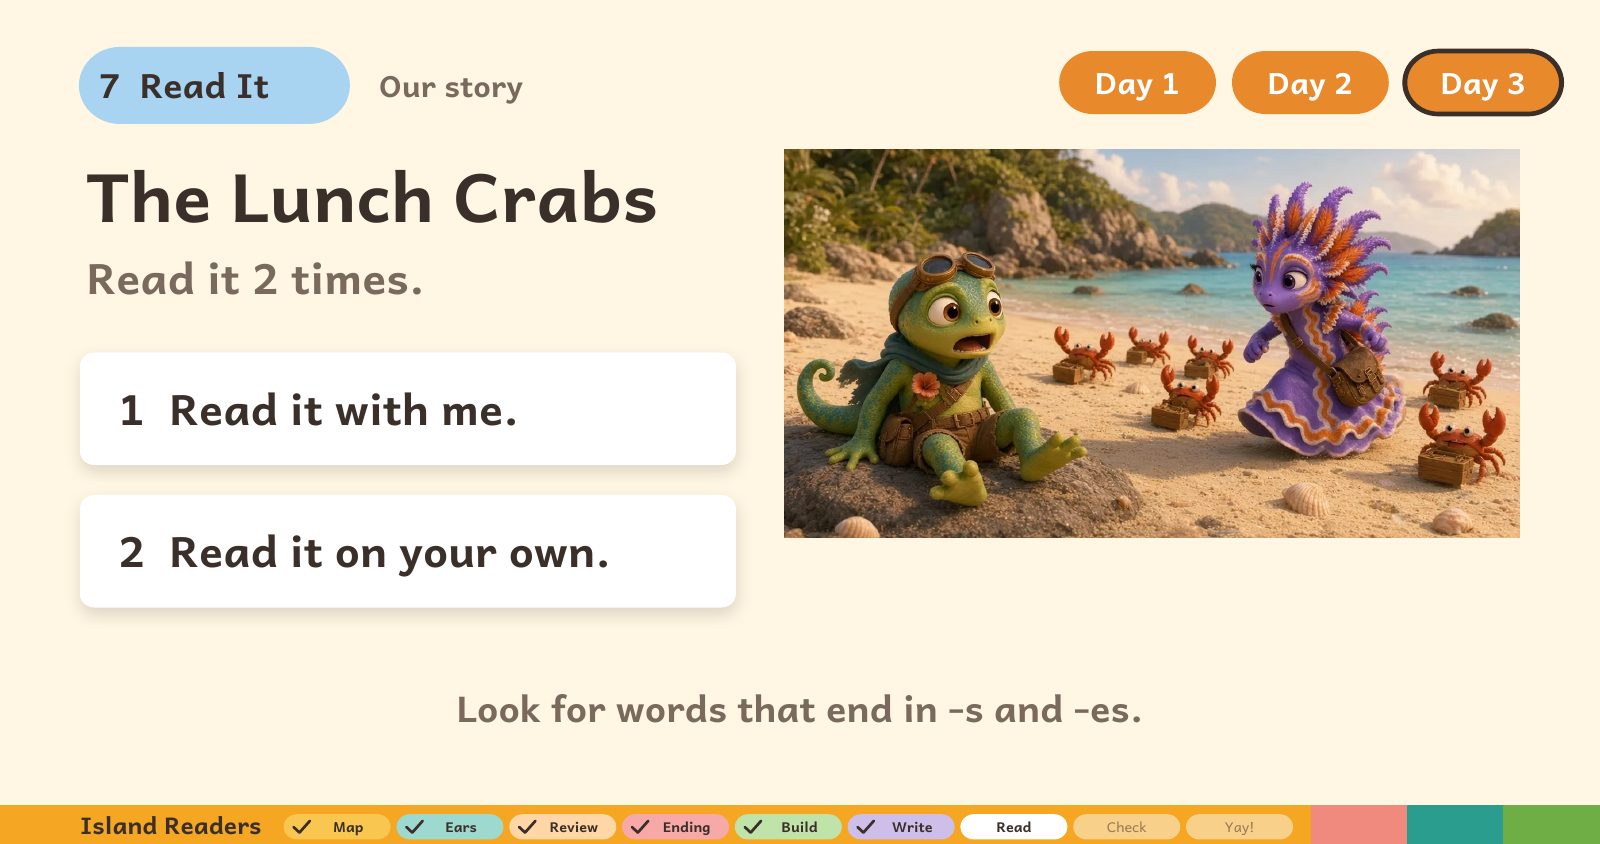 7 Read It
Our story
Day 1
Day 2
Day 3
The Lunch Crabs
Read it 2 times.
1 Read it with me.
2 Read it on your own.
Look for words that end in -s and -es.
Island Readers
Map
Ears
Review
Ending
Build
Write
Read
Check
Yay!